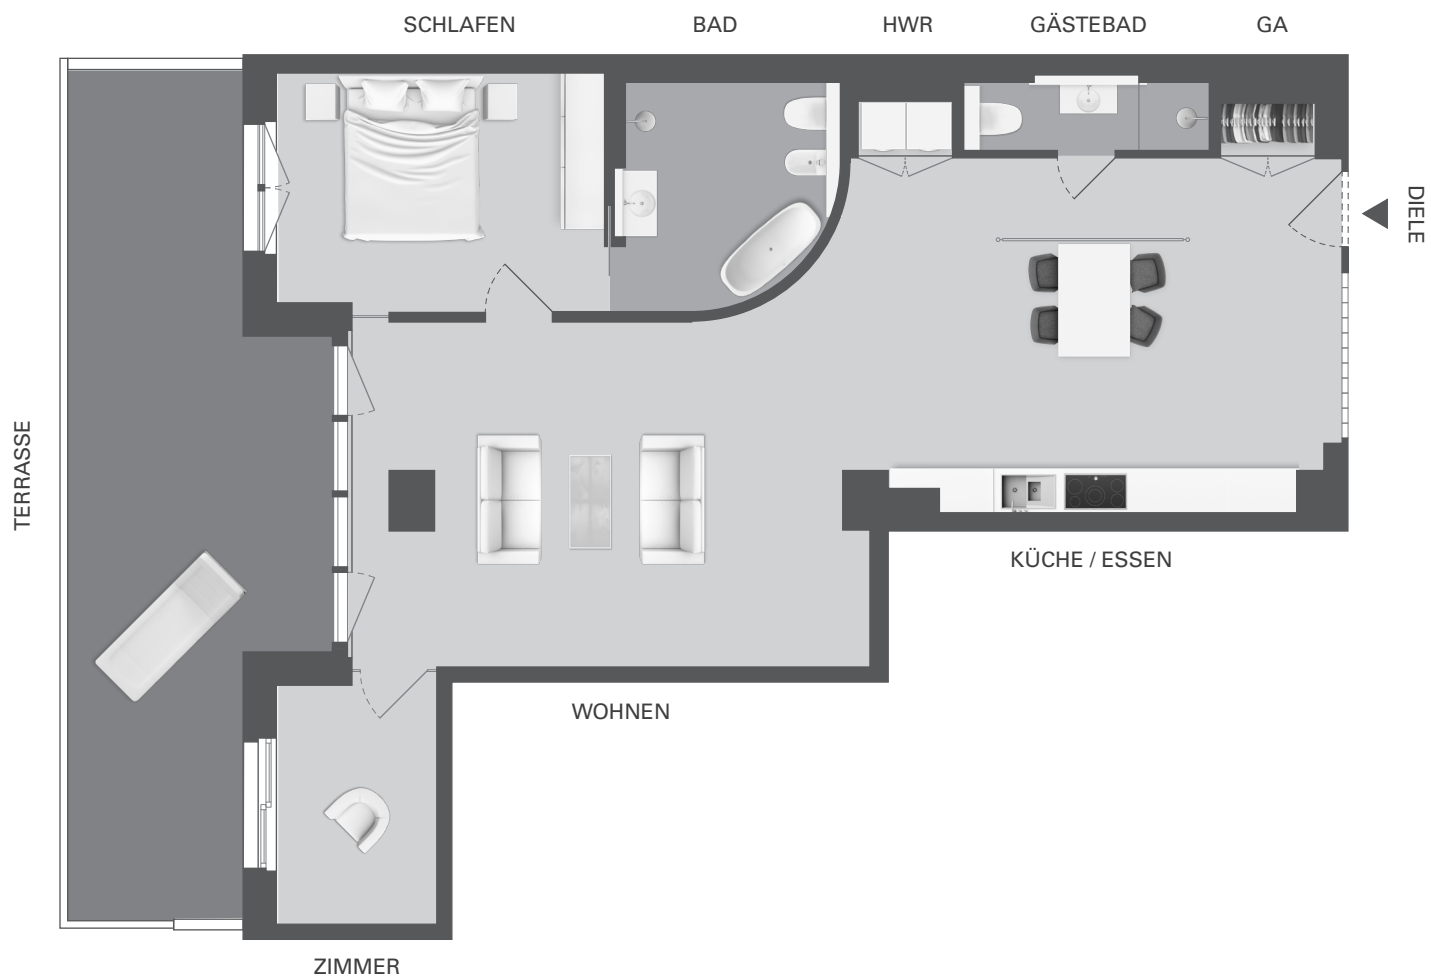 SCHLAFEN
BAD
HWR
GÄSTEBAD
GA
DIELE
TERRASSE
KÜCHE / ESSEN
WOHNEN
ZIMMER